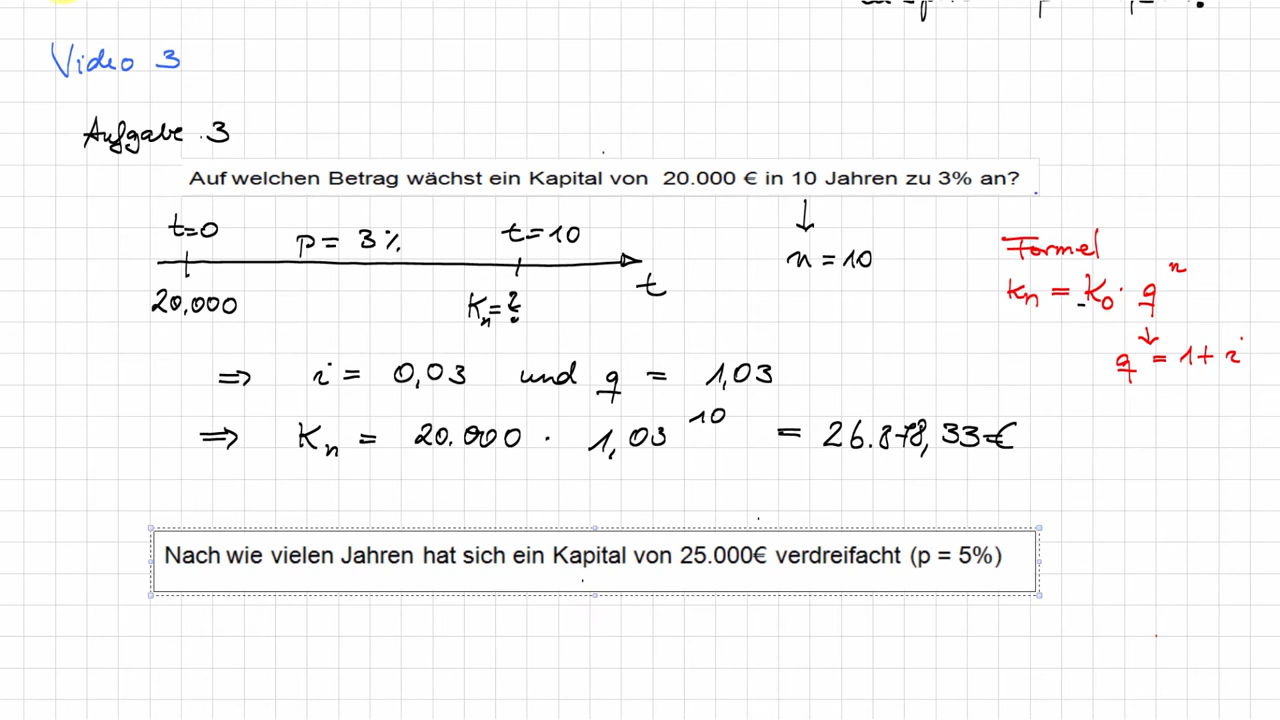 Video 3
Aufgabe 3
Auf welchen Betrag wächst ein Kapital von 20.000 € in 10 Jahren zu 3% an?
t=0 p= 3% t=10
n = 10
t
20.000 Kn=?
Formel
Kn = K0 · q^n
q = 1+ i
⇒ i = 0,03 und q = 1,03
⇒ Kn = 20.000 · 1,03^10 = 26.878,33€
Nach wie vielen Jahren hat sich ein Kapital von 25.000€ verdreifacht (p = 5%)